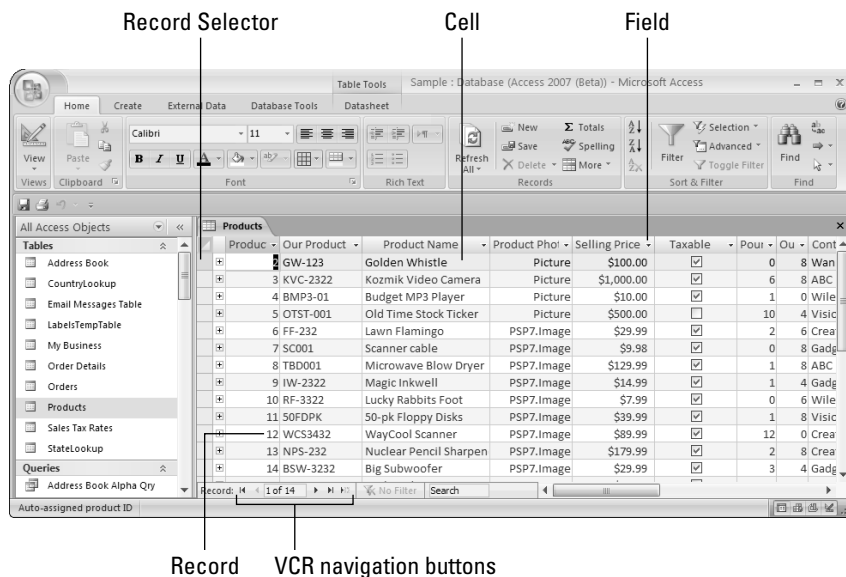 Record Selector Cell Field
Table Tools Sample : Database (Access 2007 (Beta)) - Microsoft Access
Home Create External Data Database Tools Datasheet
Calibri 11 New Σ Totals Selection
Save Spelling Advanced
View Paste B I U A Refresh All Delete More Filter Toggle Filter Find
Views Clipboard Font Rich Text Records Sort & Filter Find
All Access Objects « Products
Tables Produc Our Product Product Name Product Phot Selling Price Taxable Pour Ou Cont
Address Book 2 GW-123 Golden Whistle Picture $100.00 0 8 Wan
CountryLookup 3 KVC-2322 Kozmik Video Camera Picture $1,000.00 6 8 ABC
Email Messages Table 4 BMP3-01 Budget MP3 Player Picture $10.00 1 0 Wile
5 OTST-001 Old Time Stock Ticker Picture $500.00 10 4 Visic
LabelsTempTable 6 FF-232 Lawn Flamingo PSP7.Image $29.99 2 6 Crea
My Business 7 SC001 Scanner cable PSP7.Image $9.98 0 8 Gadg
Order Details 8 TBD001 Microwave Blow Dryer PSP7.Image $129.99 1 8 ABC
Orders 9 IW-2322 Magic Inkwell PSP7.Image $14.99 1 4 Gadg
Products 10 RF-3322 Lucky Rabbits Foot PSP7.Image $7.99 0 6 Wile
11 50FDPK 50-pk Floppy Disks PSP7.Image $39.99 1 8 Visic
Sales Tax Rates 12 WCS3432 WayCool Scanner PSP7.Image $89.99 12 0 Crea
StateLookup 13 NPS-232 Nuclear Pencil Sharpen PSP7.Image $179.99 2 8 Crea
Queries 14 BSW-3232 Big Subwoofer PSP7.Image $29.99 3 4 Gadg
Address Book Alpha Qry Record: 1 of 14 No Filter Search
Auto-assigned product ID
Record VCR navigation buttons